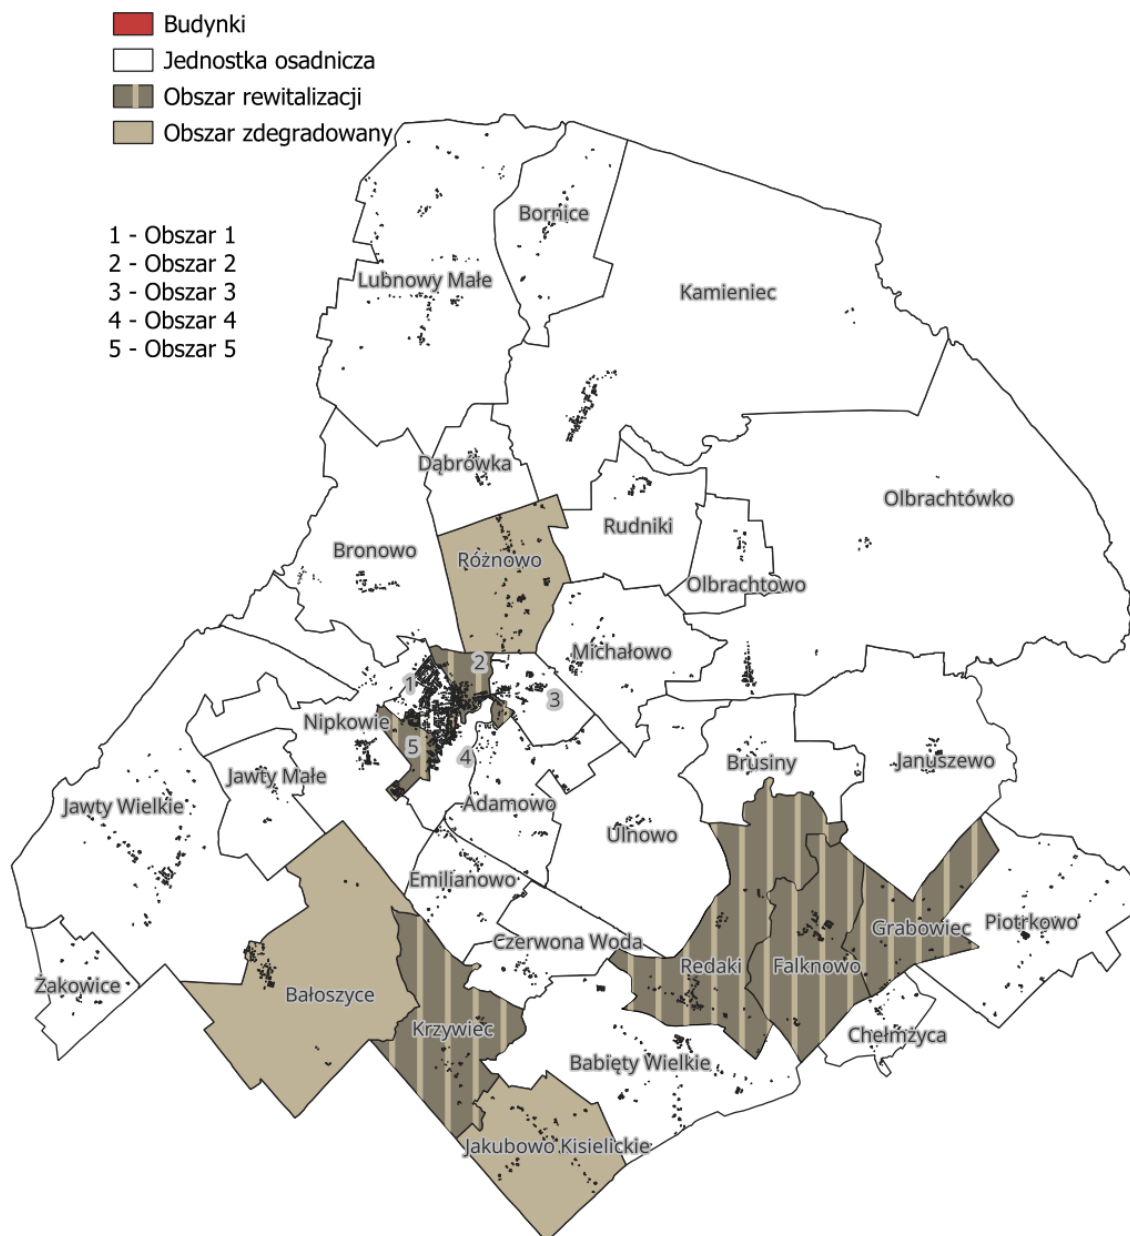 Budynki
Jednostka osadnicza
Obszar rewitalizacji
Obszar zdegradowany
1 - Obszar 1
2 - Obszar 2
3 - Obszar 3
4 - Obszar 4
5 - Obszar 5
Bornice
Lubnowy Małe
Kamieniec
Dąbrówka
Olbrachtówko
Rudniki
Bronowo
Różnowo
Olbrachtowo
Michałowo
2
1
3
Nipkowie
5
4
Brusiny
Januszewo
Jawty Małe
Jawty Wielkie
Adamowo
Ulnowo
Emilianowo
Piotrkowo
Grabowiec
Czerwona Woda
Redaki
Falknowo
Żakowice
Bałoszyce
Krzywiec
Chełmżyca
Babięty Wielkie
Jakubowo Kisielickie